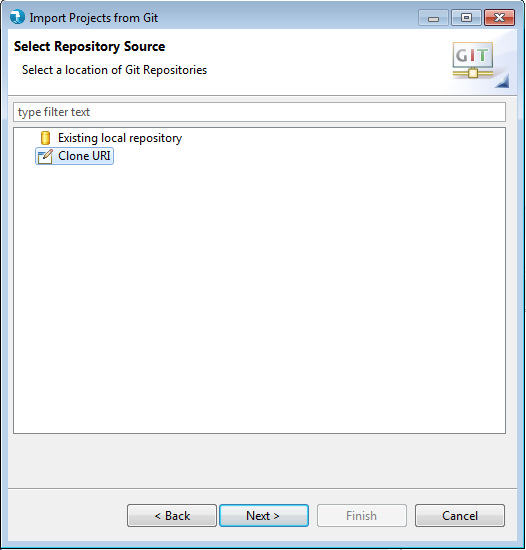 Import Projects from Git
Select Repository Source
Select a location of Git Repositories
GIT
type filter text
Existing local repository
Clone URI
< Back
Next >
Finish
Cancel